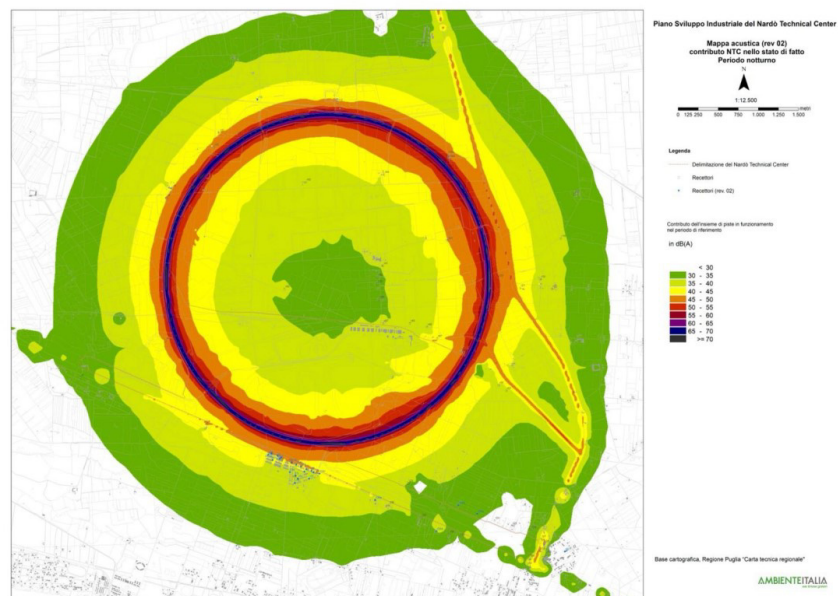 Piano Sviluppo Industriale del Nardò Technical Center
Mappa acustica (rev 02)
contributo NTC nello stato di fatto
Periodo notturno
N
1:12.500
metri
0 125 250 500 750 1.000 1.250 1.500
Legenda
Delimitazione del Nardò Technical Center
Recettori
Recettori (rev. 02)
Contributo dell'insieme di piste in funzionamento
nel periodo di riferimento
in dB(A)
< 30
30 - 35
35 - 40
40 - 45
45 - 50
50 - 55
55 - 60
60 - 65
65 - 70
>= 70
Base cartografica, Regione Puglia "Carta tecnica regionale"
AMBIENTEITALIA